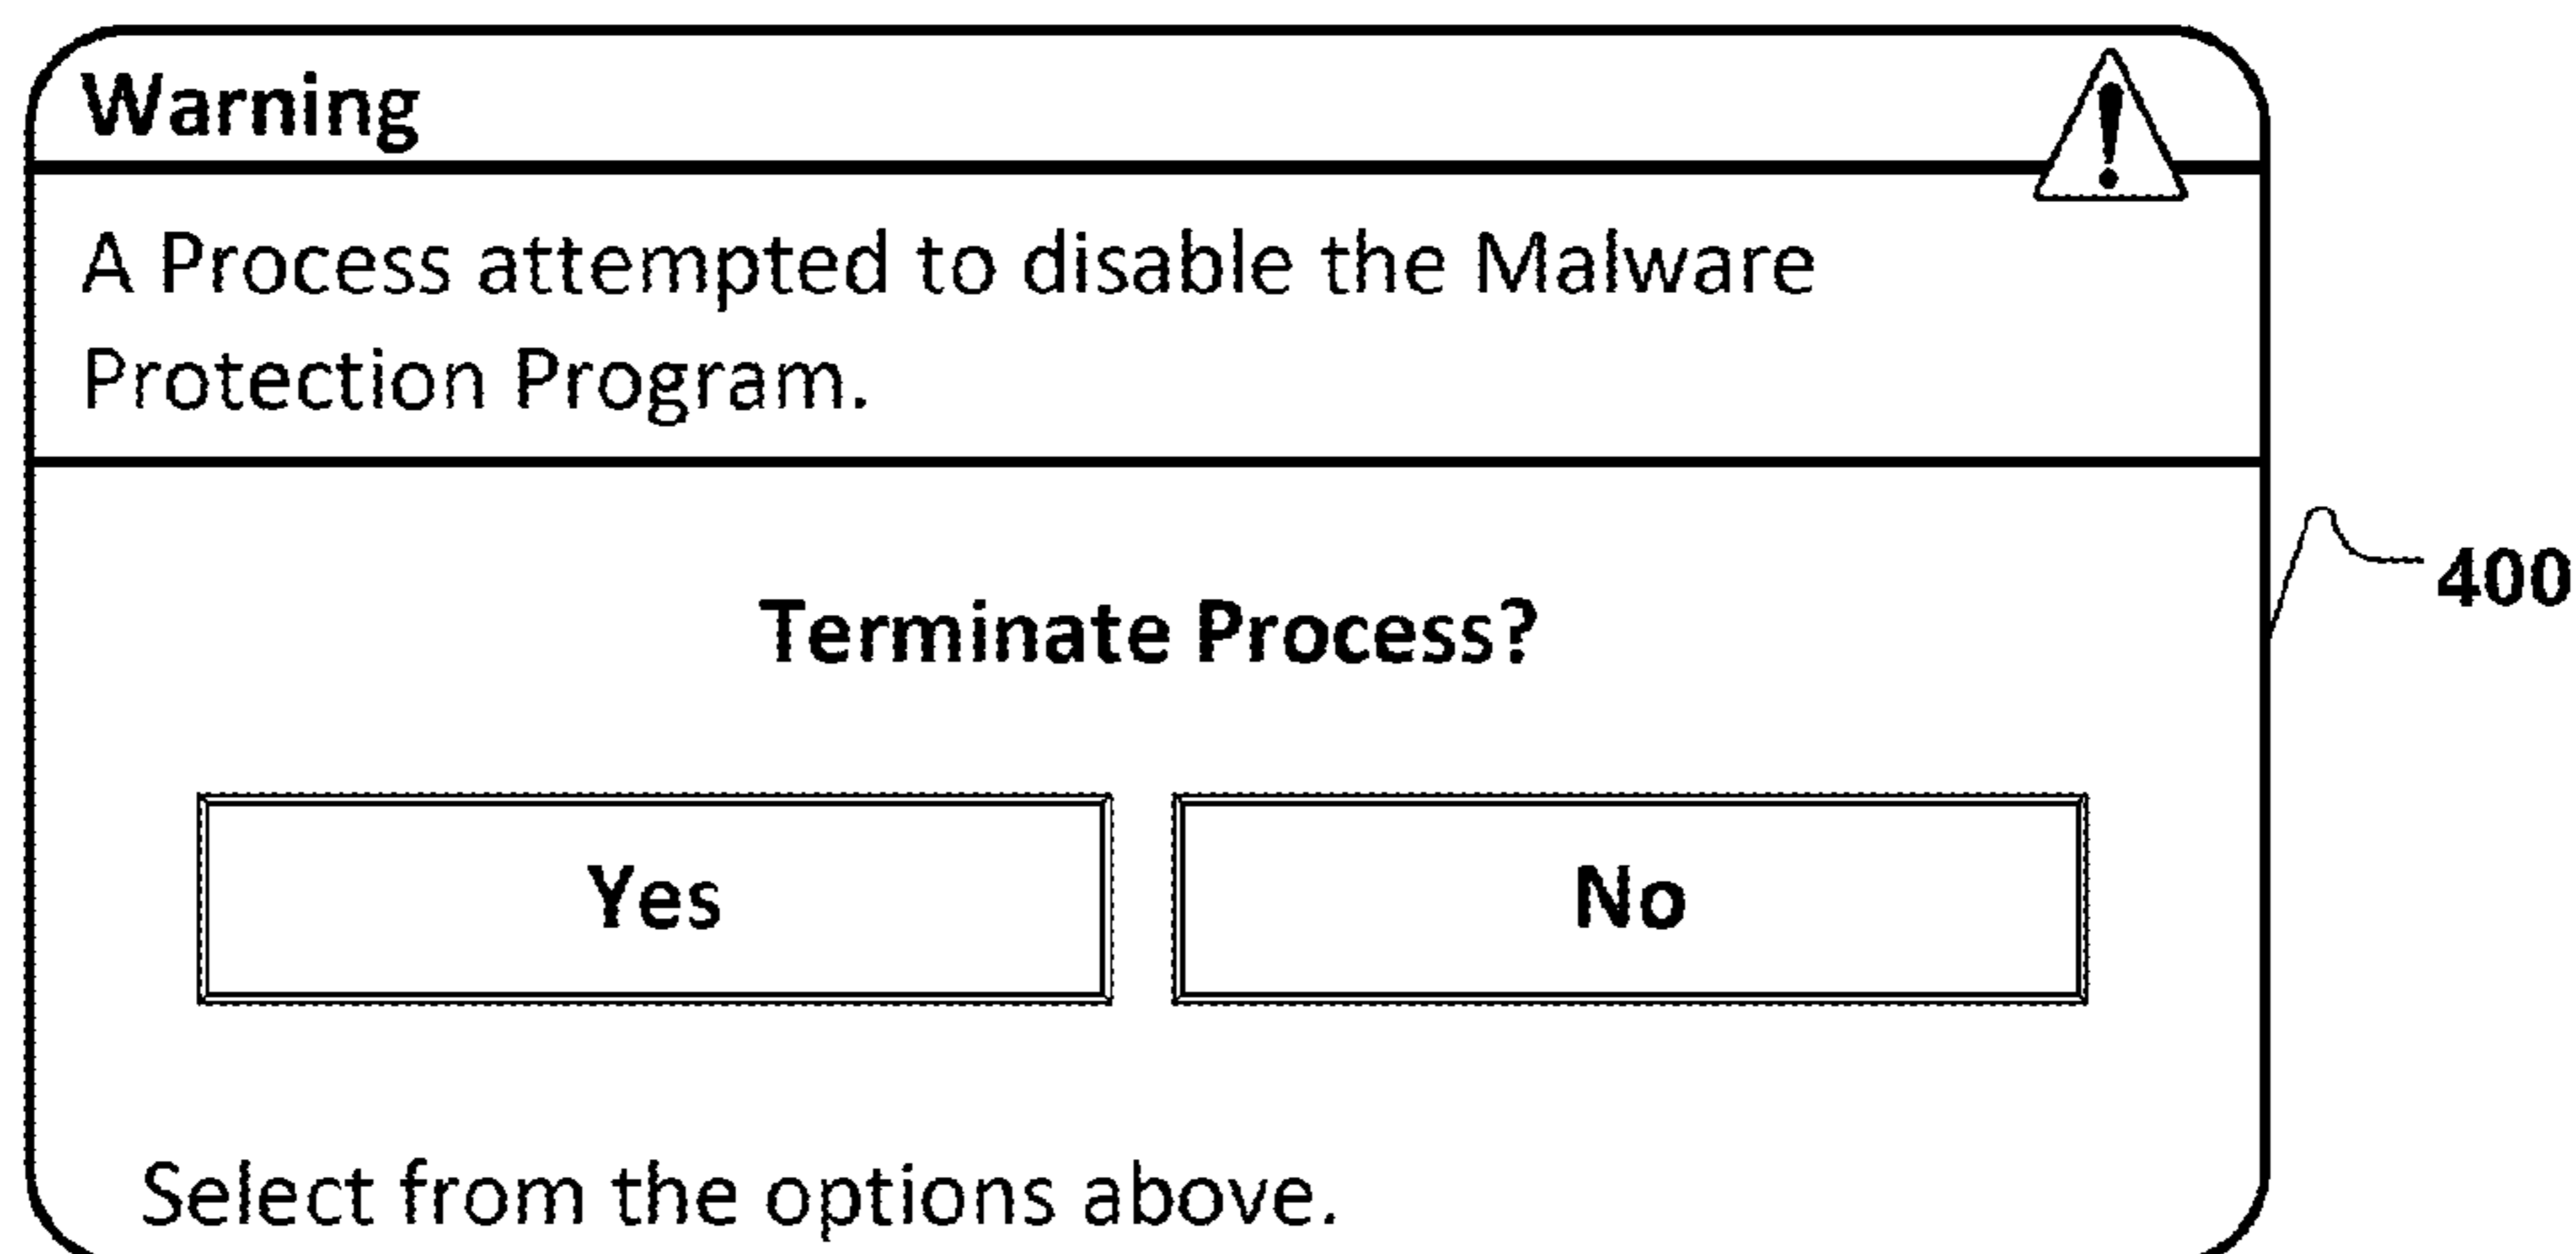 Warning
A Process attempted to disable the Malware
Protection Program.
400
Terminate Process?
Yes No
Select from the options above.